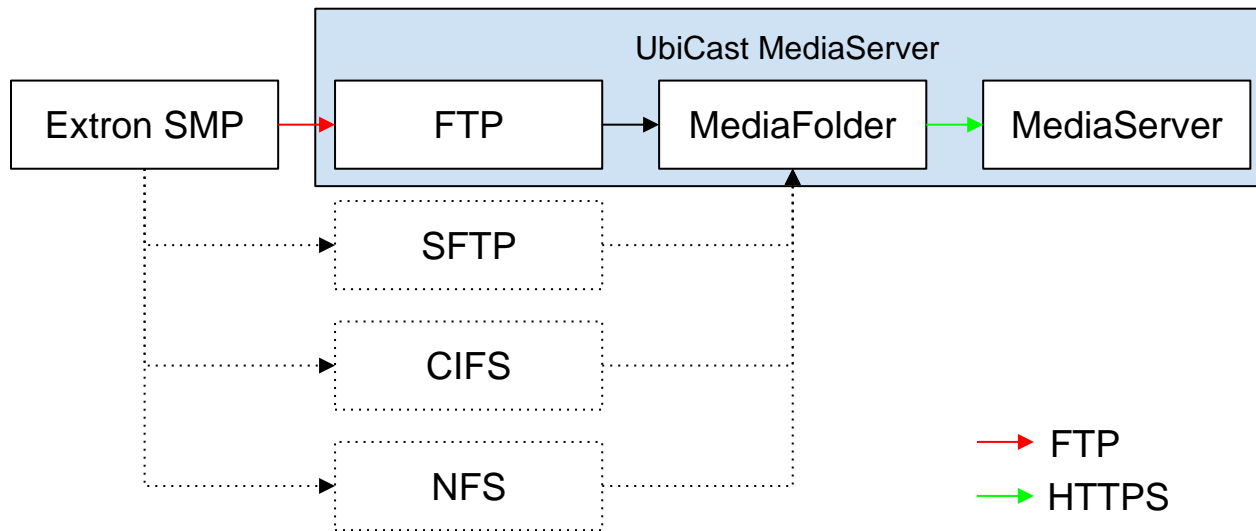 UbiCast MediaServer
Extron SMP
FTP
MediaFolder
MediaServer
SFTP
CIFS
NFS
FTP
HTTPS